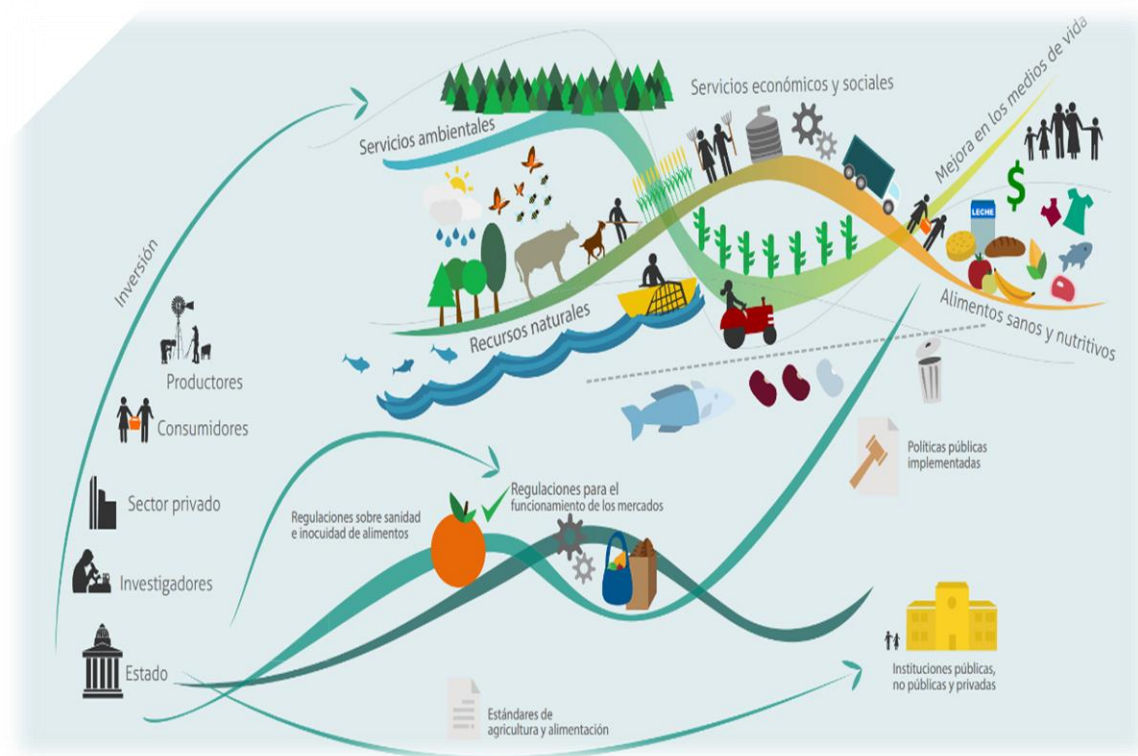 Mejora en los medios de vida
Servicios económicos y sociales
Servicios ambientales
LECHE
$
Inversión
Recursos naturales
Alimentos sanos y nutritivos
Productores
Consumidores
Políticas públicas
implementadas
Sector privado
Regulaciones sobre sanidad
e inocuidad de alimentos
Regulaciones para el
funcionamiento de los mercados
Investigadores
Estado
Instituciones públicas,
no públicas y privadas
Estándares de
agricultura y alimentación